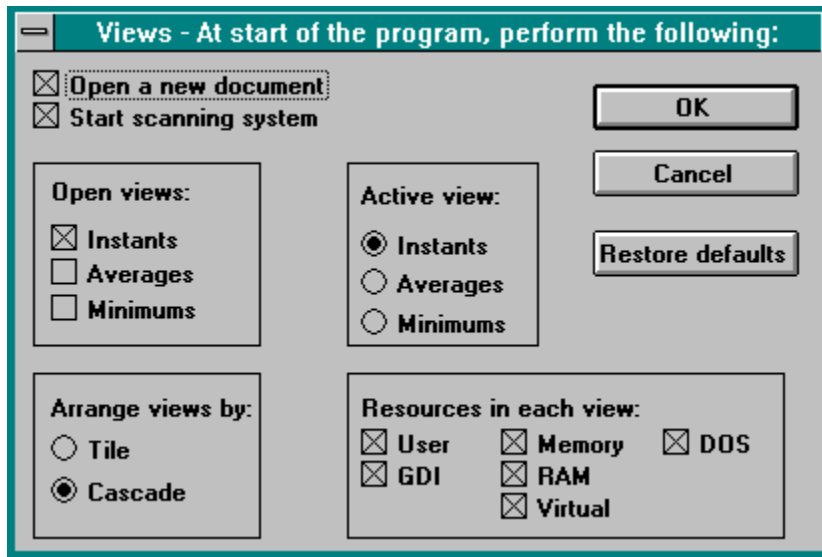 Views - At start of the program, perform the following:
Open a new document
Start scanning system
OK
Cancel
Restore defaults
Open views:
Instants
Averages
Minimums
Active view:
Instants
Averages
Minimums
Arrange views by:
Tile
Cascade
Resources in each view:
User Memory DOS
GDI RAM
Virtual